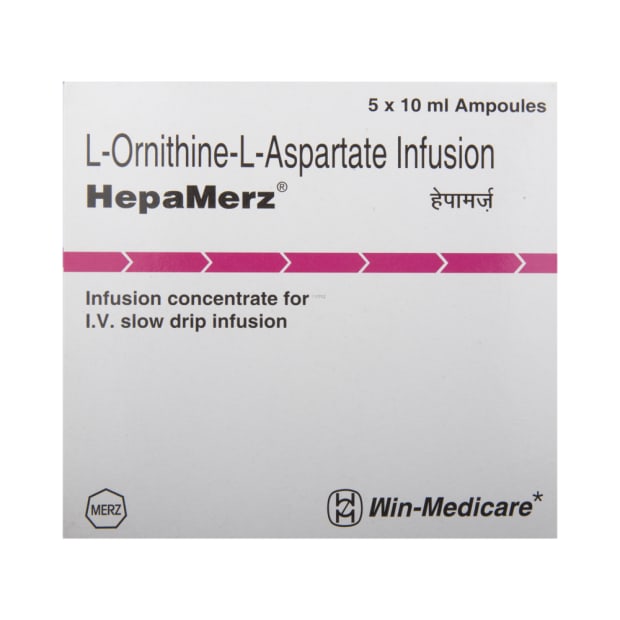 5 x 10 ml Ampoules
L-Ornithine-L-Aspartate Infusion
HepaMerz® हेपामर्ज़
Infusion concentrate for
I.V. slow drip infusion
MERZ
Win-Medicare*